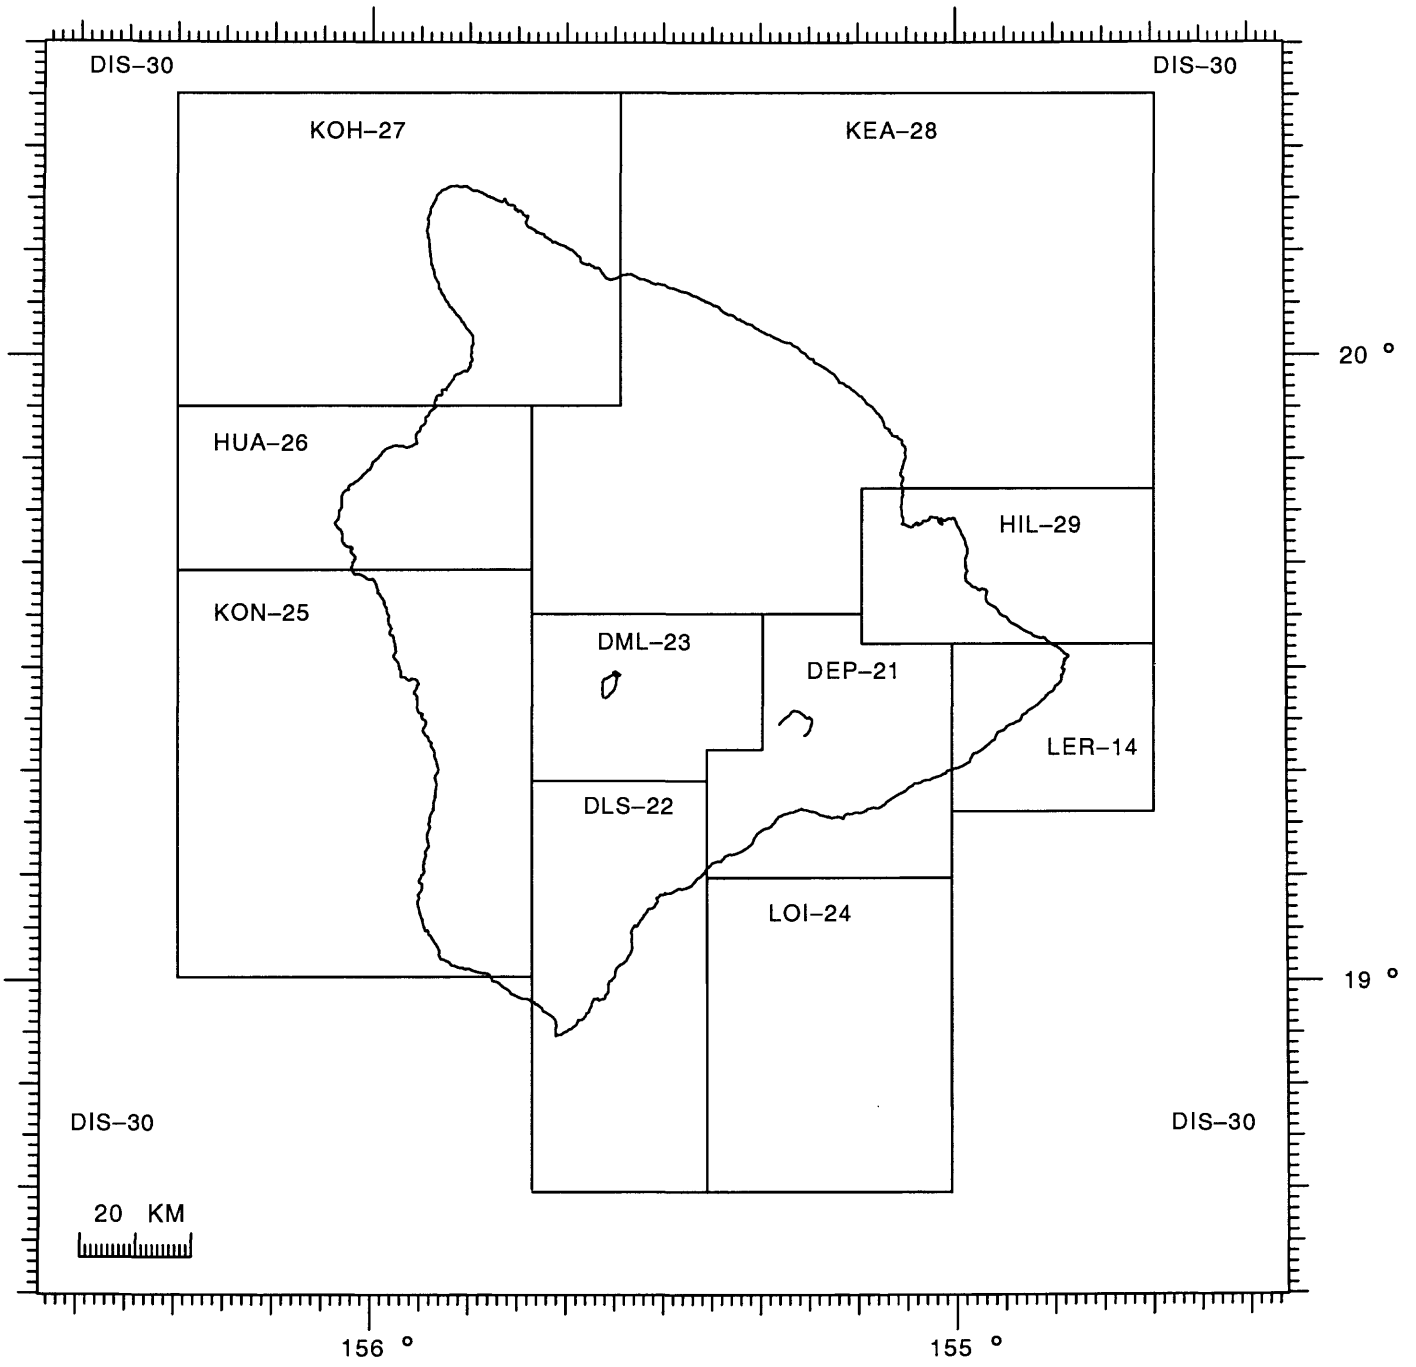 DIS–30
DIS–30
KOH–27
KEA–28
20 °
HUA–26
HIL–29
KON–25
DML–23
DEP–21
LER–14
DLS–22
LOI–24
19 °
DIS–30
DIS–30
20 KM
156 °
155 °